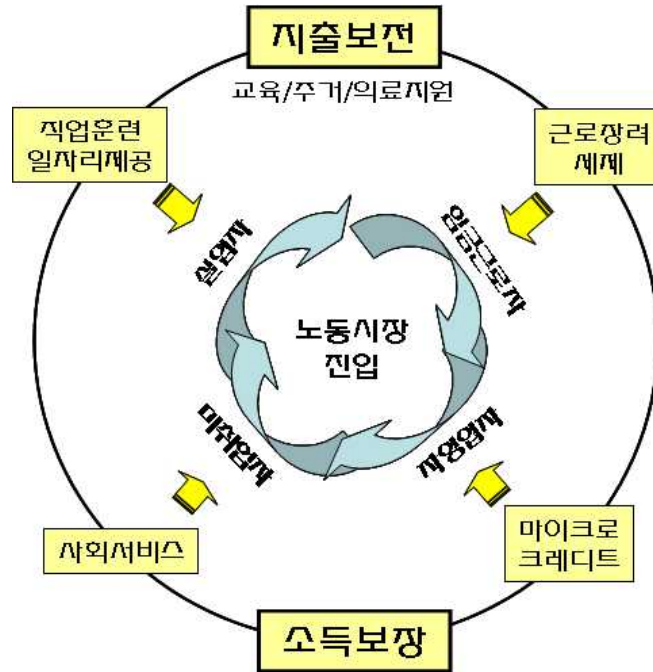 지출보전
교육/주거/의료지원
직업훈련
일자리제공
근로장려
세제
실업자
임금근로자
노동시장
진입
미취업자
자영업자
사회서비스
마이크로
크레디트
소득보장